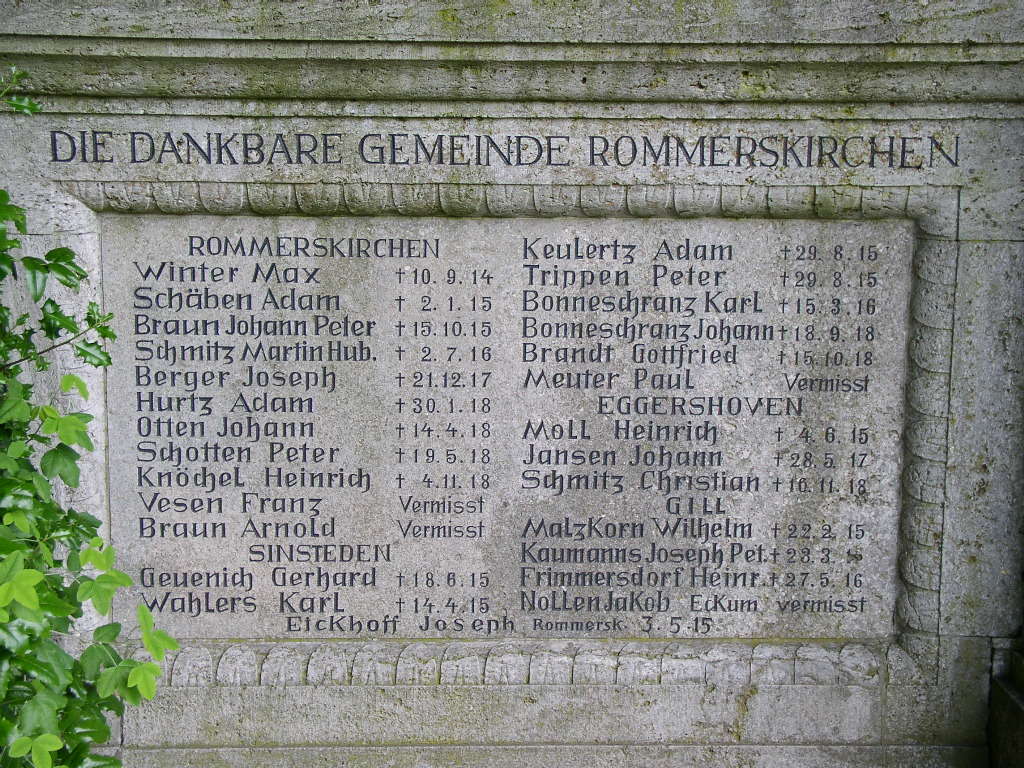 DIE DANKBARE GEMEINDE ROMMERSKIRCHEN
ROMMERSKIRCHEN
Winter Max †10. 9. 14
Schäben Adam † 2. 1. 15
Braun Johann Peter †15.10.15
Schmitz Martin Hub. † 2. 7. 16
Berger Joseph †21.12.17
Hurtz Adam †30. 1. 18
Otten Johann †14. 4. 18
Schotten Peter †19. 5. 18
Knöchel Heinrich † 4. 11. 18
Vesen Franz Vermisst
Braun Arnold Vermisst
SINSTEDEN
Geuenich Gerhard †18. 6. 15
Wahlers Karl †14. 4. 15
Keulertz Adam †29. 8. 15
Trippen Peter †29. 8. 15
Bonneschranz Karl †15. 3. 16
Bonneschranz Johann †18. 9. 18
Brandt Gottfried †15. 10. 18
Meuter Paul Vermisst
EGGERSHOVEN
Moll Heinrich † 4. 6. 15
Jansen Johann †28. 5. 17
Schmitz Christian †10. 11. 18
GILL
Malzkorn Wilhelm †22. 2. 15
Kaumanns Joseph Pet. †23. 3.
Frimmersdorf Heinr. †27. 5. 16
Nollen Jakob Eckum vermisst
Eickhoff Joseph Rommersk. 3. 5. 15